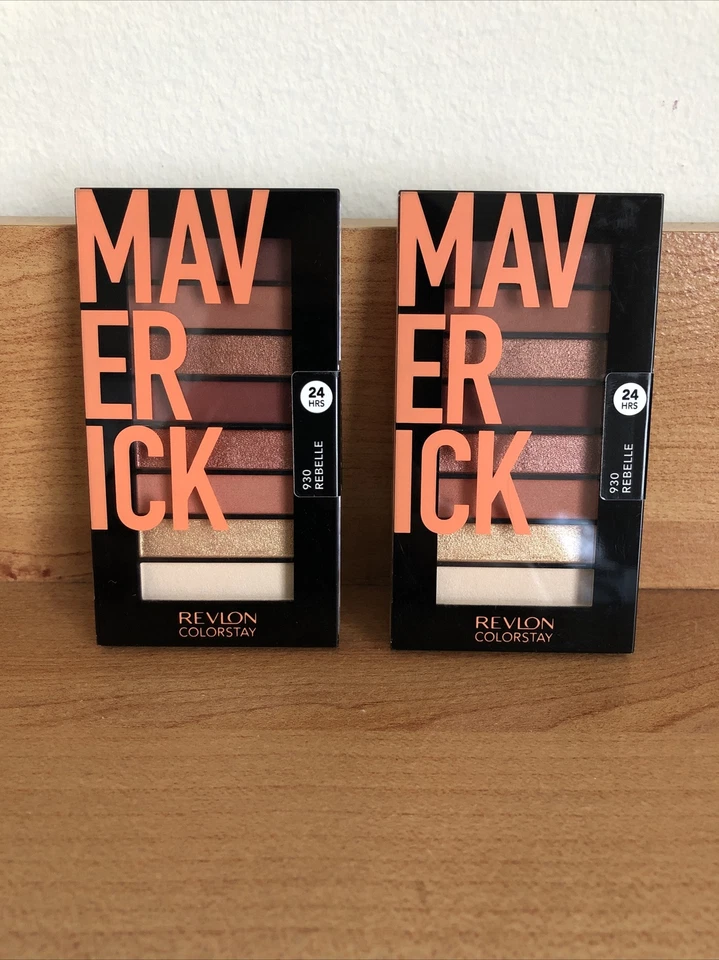 MAV
ER
ICK
24
HRS
930
REBELLE
REVLON
COLORSTAY
MAV
ER
ICK
24
HRS
930
REBELLE
REVLON
COLORSTAY